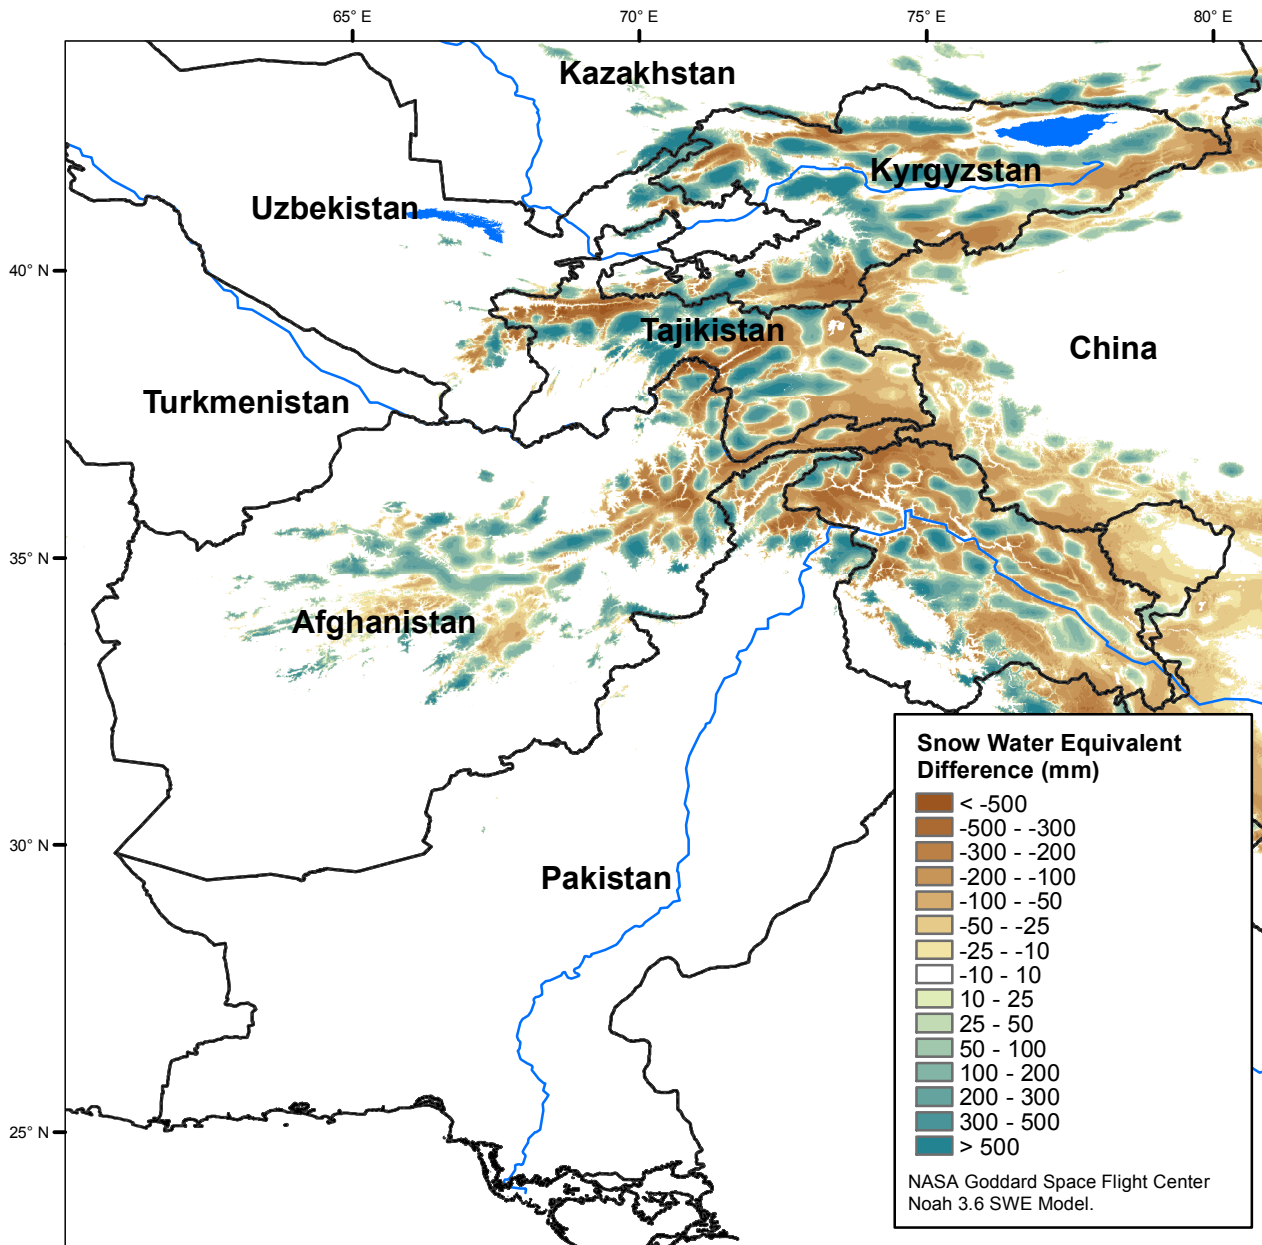 65° E
70° E
75° E
80° E
Kazakhstan
Kyrgyzstan
Uzbekistan
40° N
Tajikistan
China
Turkmenistan
35° N
Afghanistan
30° N
Pakistan
25° N
Snow Water Equivalent
Difference (mm)
< -500
-500 - -300
-300 - -200
-200 - -100
-100 - -50
-50 - -25
-25 - -10
-10 - 10
10 - 25
25 - 50
50 - 100
100 - 200
200 - 300
300 - 500
> 500
NASA Goddard Space Flight Center
Noah 3.6 SWE Model.